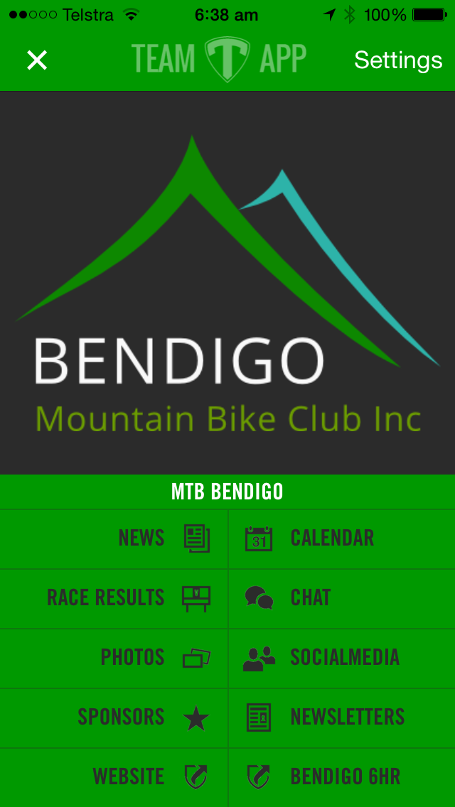 Telstra 6:38 am 100%
TEAM T APP Settings
BENDIGO
Mountain Bike Club Inc
MTB BENDIGO
NEWS 31 CALENDAR
RACE RESULTS CHAT
PHOTOS SOCIALMEDIA
SPONSORS NEWSLETTERS
WEBSITE BENDIGO 6HR